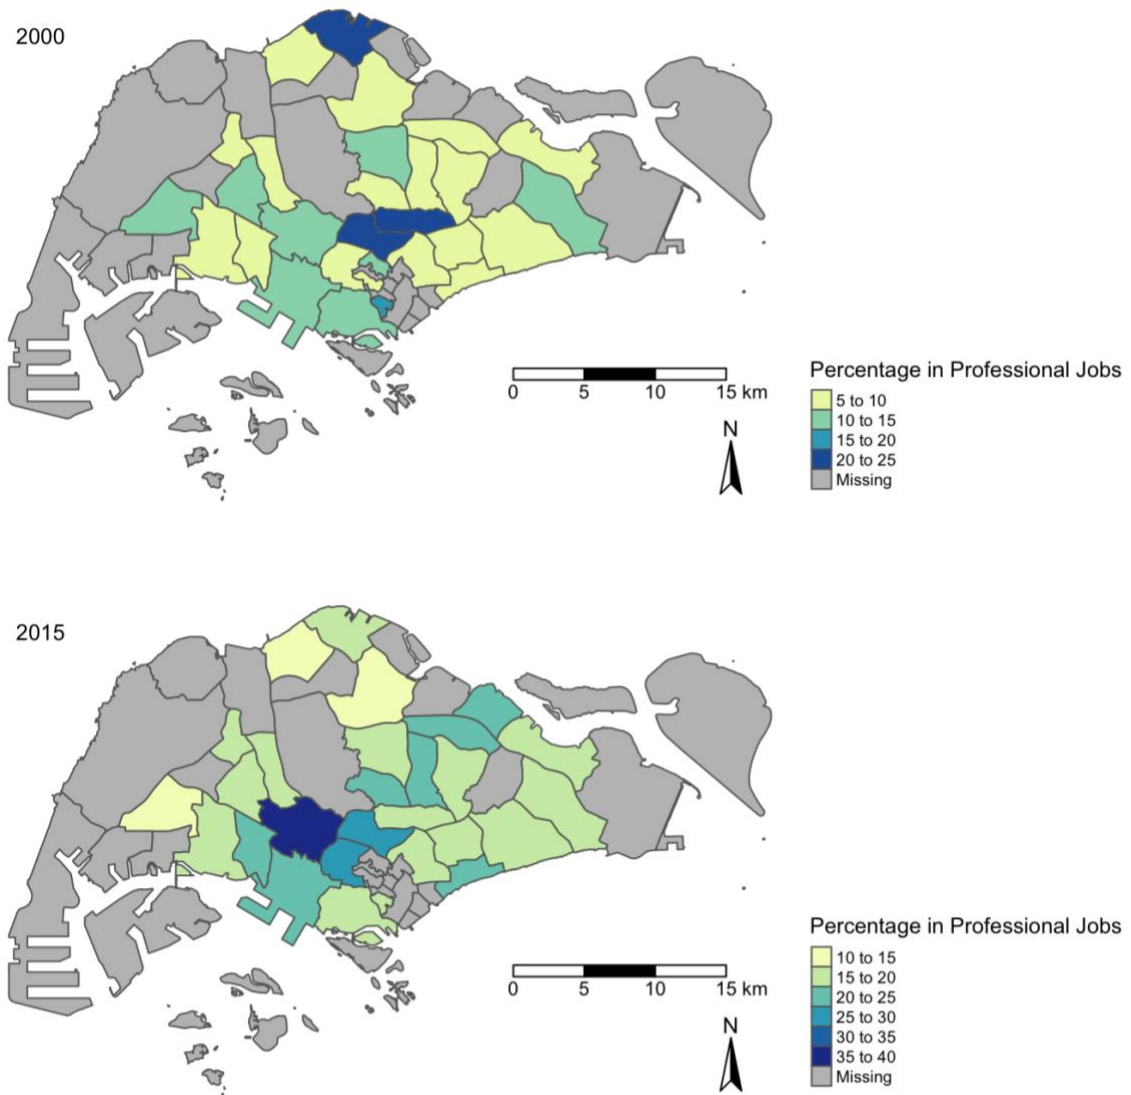 2000
0 5 10 15 km
N
Percentage in Professional Jobs
5 to 10
10 to 15
15 to 20
20 to 25
Missing
2015
0 5 10 15 km
N
Percentage in Professional Jobs
10 to 15
15 to 20
20 to 25
25 to 30
30 to 35
35 to 40
Missing